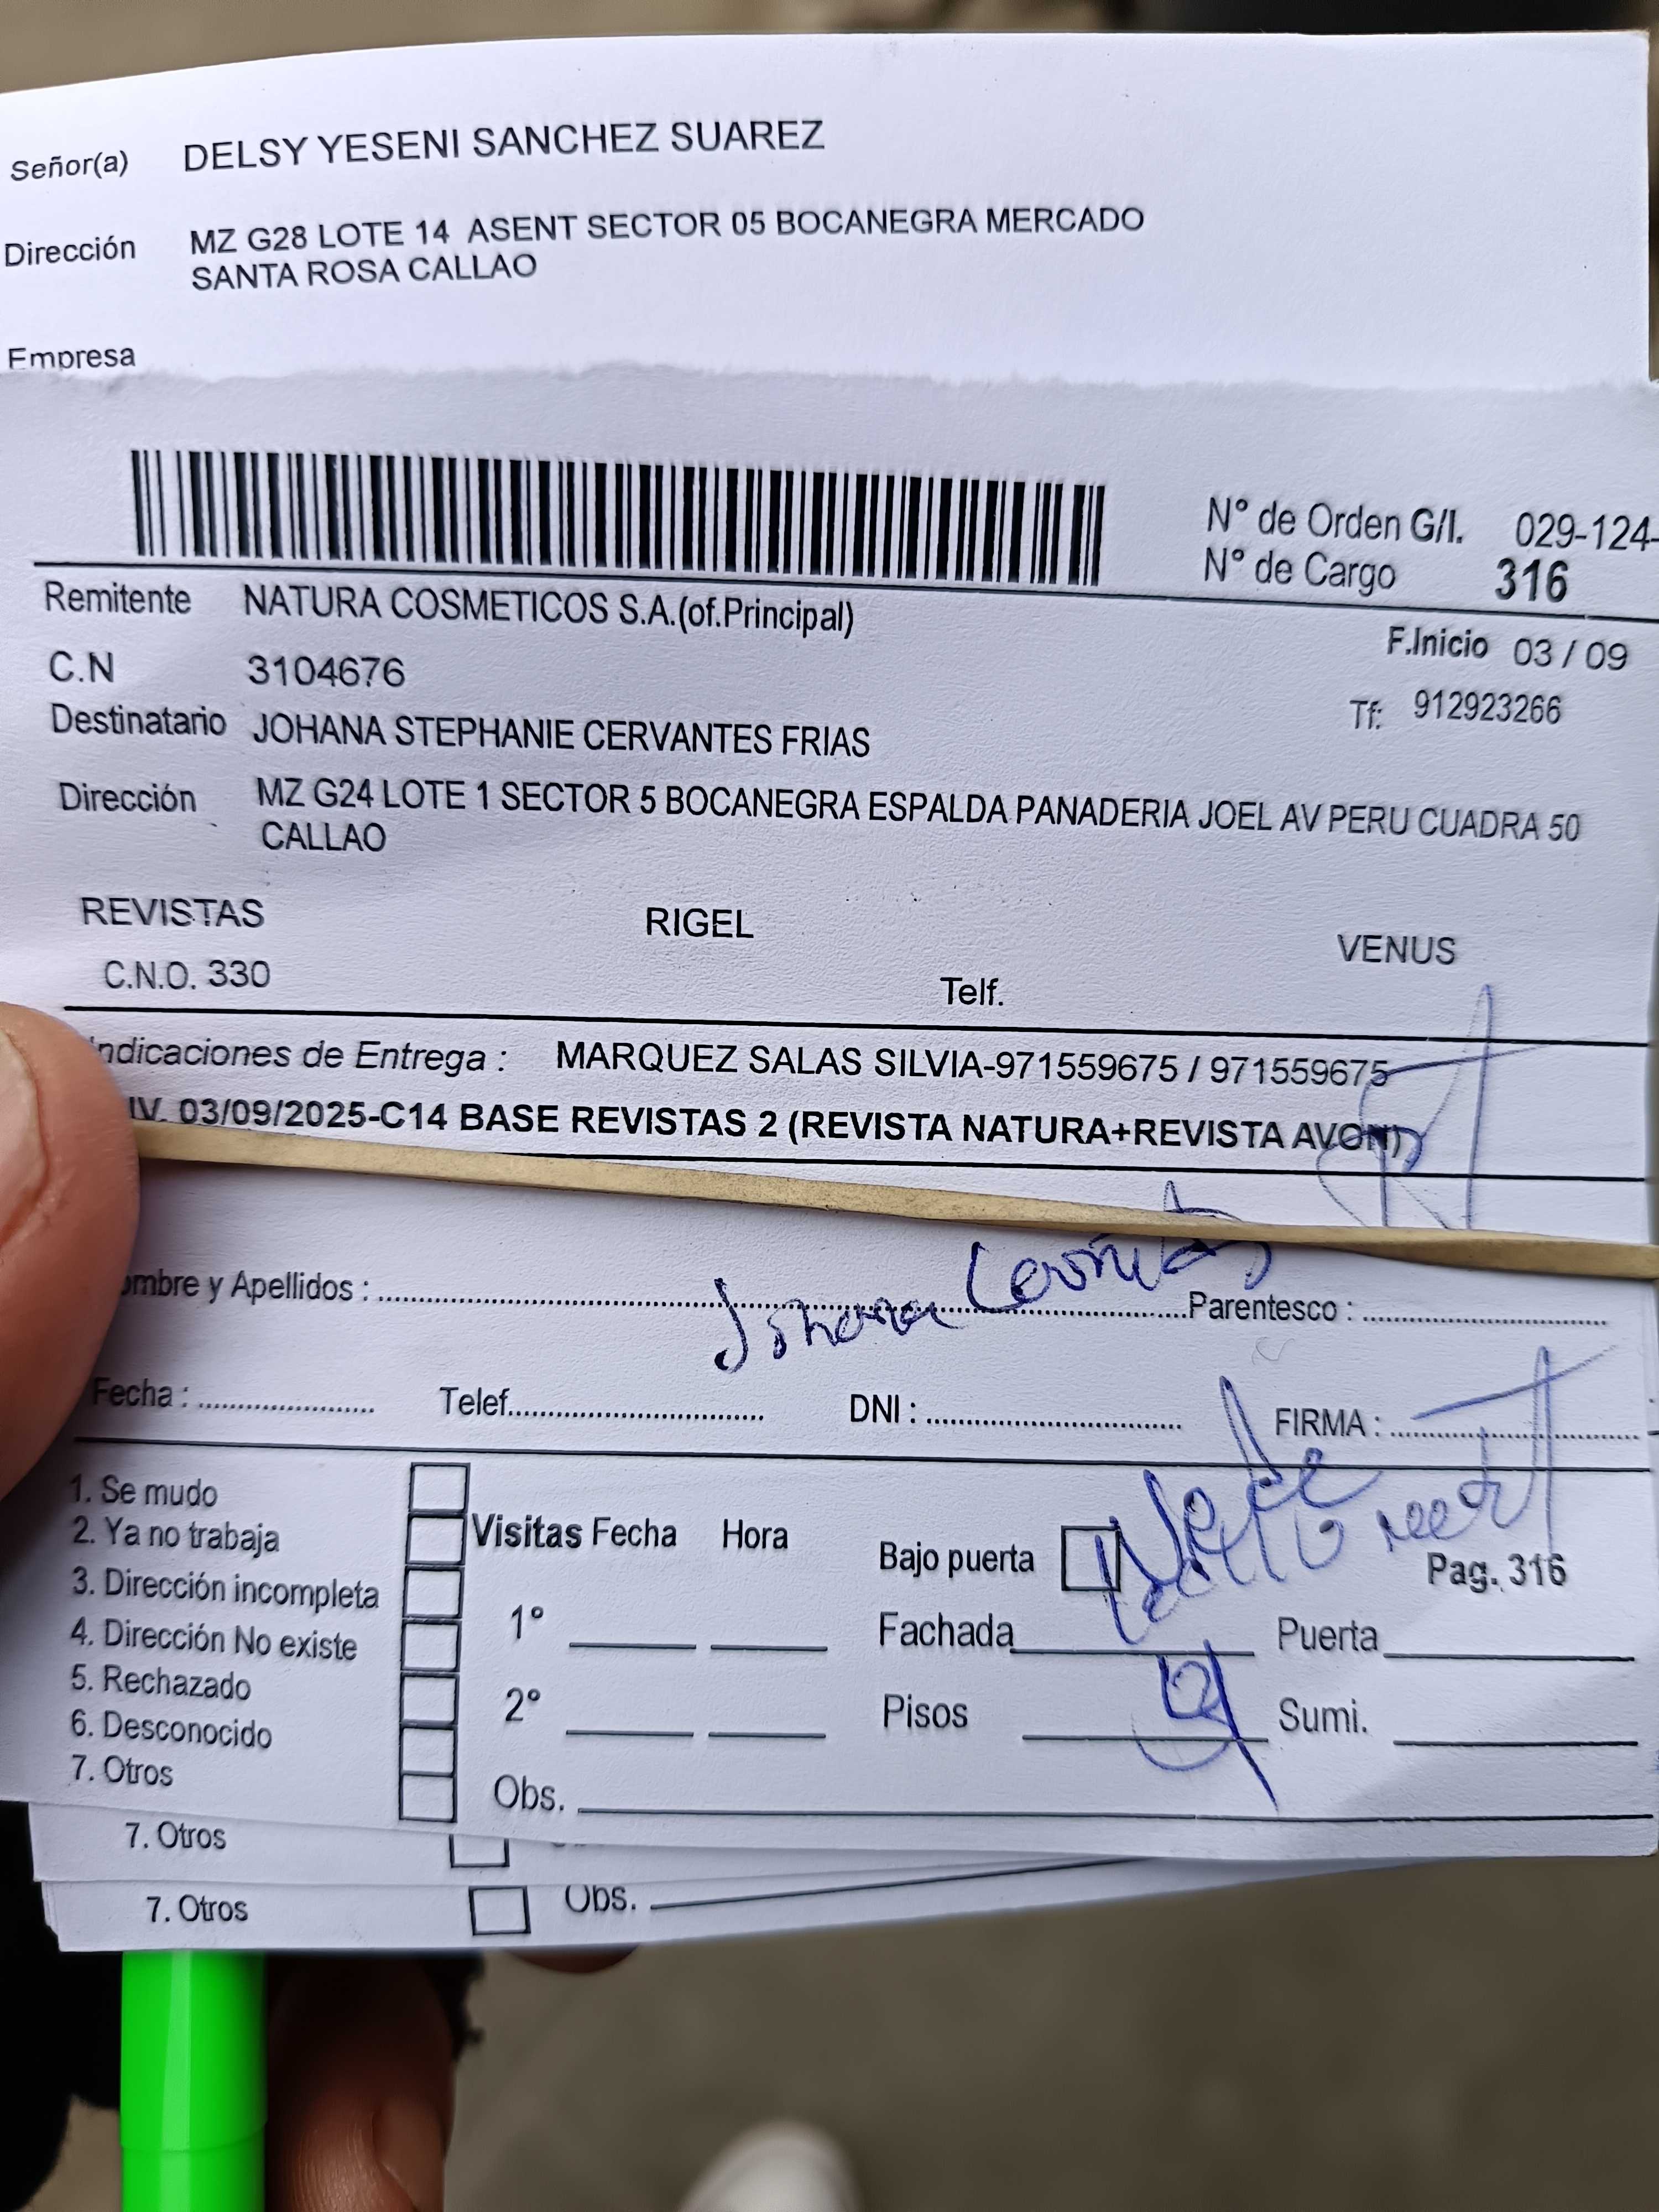 Señor(a) DELSY YESENI SANCHEZ SUAREZ
Dirección MZ G28 LOTE 14 ASENT SECTOR 05 BOCANEGRA MERCADO
SANTA ROSA CALLAO
Empresa
N° de Orden G/I. 029-124-
N° de Cargo 316
Remitente NATURA COSMETICOS S.A.(of.Principal)
F.Inicio 03 / 09
C.N 3104676
Tf: 912923266
Destinatario JOHANA STEPHANIE CERVANTES FRIAS
Dirección MZ G24 LOTE 1 SECTOR 5 BOCANEGRA ESPALDA PANADERIA JOEL AV PERU CUADRA 50
CALLAO
REVISTAS RIGEL VENUS
C.N.O. 330 Telf.
ndicaciones de Entrega : MARQUEZ SALAS SILVIA-971559675 / 971559675
IV. 03/09/2025-C14 BASE REVISTAS 2 (REVISTA NATURA+REVISTA AVON)
ombre y Apellidos : Johana Parentesco :
Fecha : Telef. DNI : FIRMA :
1. Se mudo
2. Ya no trabaja
3. Dirección incompleta
4. Dirección No existe
5. Rechazado
6. Desconocido
7. Otros
Visitas Fecha Hora
1°
2°
Obs.
Bajo puerta Pag. 316
Fachada Puerta
Pisos Sumi.
7. Otros
7. Otros Obs.